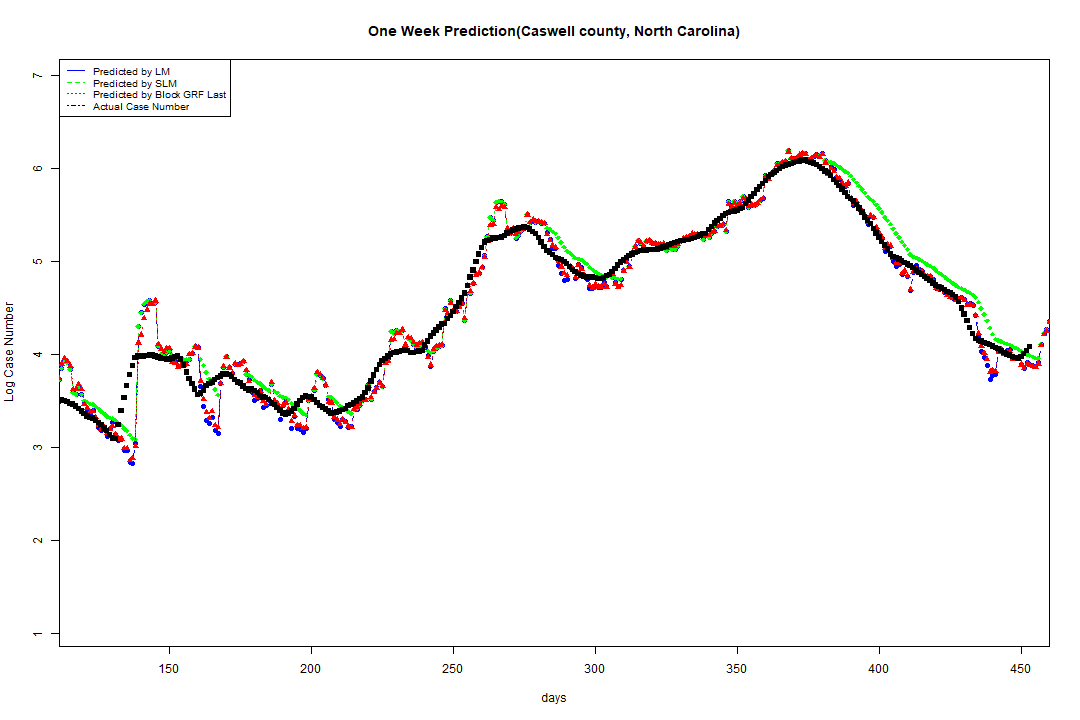 One Week Prediction(Caswell county, North Carolina)
Predicted by LM
Predicted by SLM
Predicted by Block GRF Last
Actual Case Number
Log Case Number
7
6
5
4
3
2
1
150 200 250 300 350 400 450
days